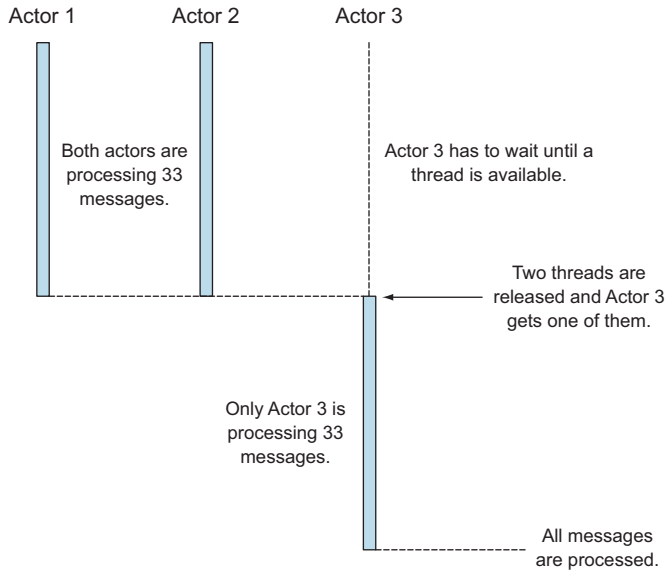 Actor 1
Actor 2
Actor 3
Both actors are
processing 33
messages.
Actor 3 has to wait until a
thread is available.
Two threads are
released and Actor 3
gets one of them.
Only Actor 3 is
processing 33
messages.
All messages
are processed.